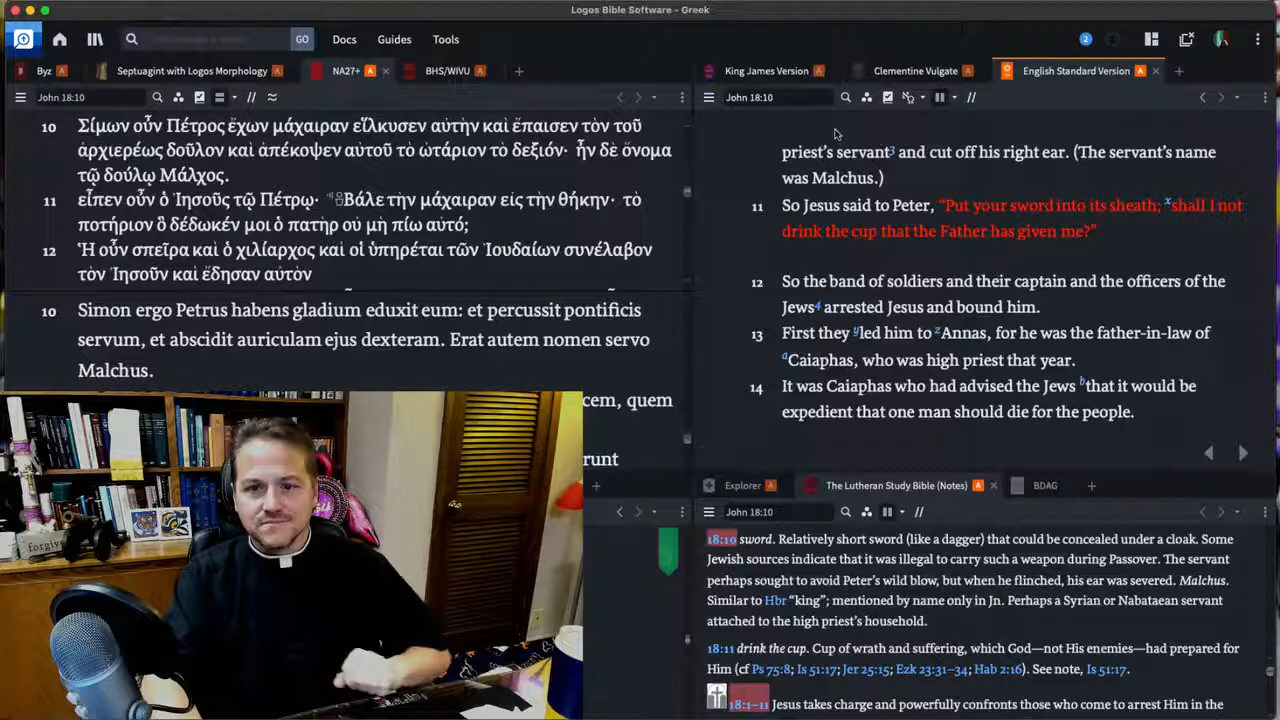 Logos Bible Software - Greek
GO
Docs
Guides
Tools
2
Byz A
Septuagint with Logos Morphology A
NA27+ A
BHS/WIVU A
John 18:10
10 Σίμων οὖν Πέτρος ἔχων μάχαιραν εἵλκυσεν αὐτὴν καὶ ἔπαισεν τὸν τοῦ
ἀρχιερέως δοῦλον καὶ ἀπέκοψεν αὐτοῦ τὸ ὠτάριον τὸ δεξιόν· ἦν δὲ ὄνομα
τῷ δούλῳ Μάλχος.
11 εἶπεν οὖν ὁ Ἰησοῦς τῷ Πέτρῳ· Βάλε τὴν μάχαιραν εἰς τὴν θήκην· τὸ
ποτήριον ὃ δέδωκέν μοι ὁ πατὴρ οὐ μὴ πίω αὐτό;
12 Ἡ οὖν σπεῖρα καὶ ὁ χιλίαρχος καὶ οἱ ὑπηρέται τῶν Ἰουδαίων συνέλαβον
τὸν Ἰησοῦν καὶ ἔδησαν αὐτὸν
10 Simon ergo Petrus habens gladium eduxit eum: et percussit pontificis
servum, et abscidit auriculam ejus dexteram. Erat autem nomen servo
Malchus.
cem, quem
runt
forgive
King James Version A
Clementine Vulgate A
English Standard Version A
John 18:10
priest's servant3 and cut off his right ear. (The servant's name
was Malchus.)
11 So Jesus said to Peter, “Put your sword into its sheath; xshall I not
drink the cup that the Father has given me?”
12 So the band of soldiers and their captain and the officers of the
Jews4 arrested Jesus and bound him.
13 First they yled him to zAnnas, for he was the father-in-law of
aCaiaphas, who was high priest that year.
14 It was Caiaphas who had advised the Jews bthat it would be
expedient that one man should die for the people.
Explorer A
The Lutheran Study Bible (Notes) A
BDAG
John 18:10
18:10 sword. Relatively short sword (like a dagger) that could be concealed under a cloak. Some
Jewish sources indicate that it was illegal to carry such a weapon during Passover. The servant
perhaps sought to avoid Peter's wild blow, but when he flinched, his ear was severed. Malchus.
Similar to Hbr “king”; mentioned by name only in Jn. Perhaps a Syrian or Nabataean servant
attached to the high priest's household.
18:11 drink the cup. Cup of wrath and suffering, which God—not His enemies—had prepared for
Him (cf Ps 75:8; Is 51:17; Jer 25:15; Ezk 23:31–34; Hab 2:16). See note, Is 51:17.
18:1–11 Jesus takes charge and powerfully confronts those who come to arrest Him in the